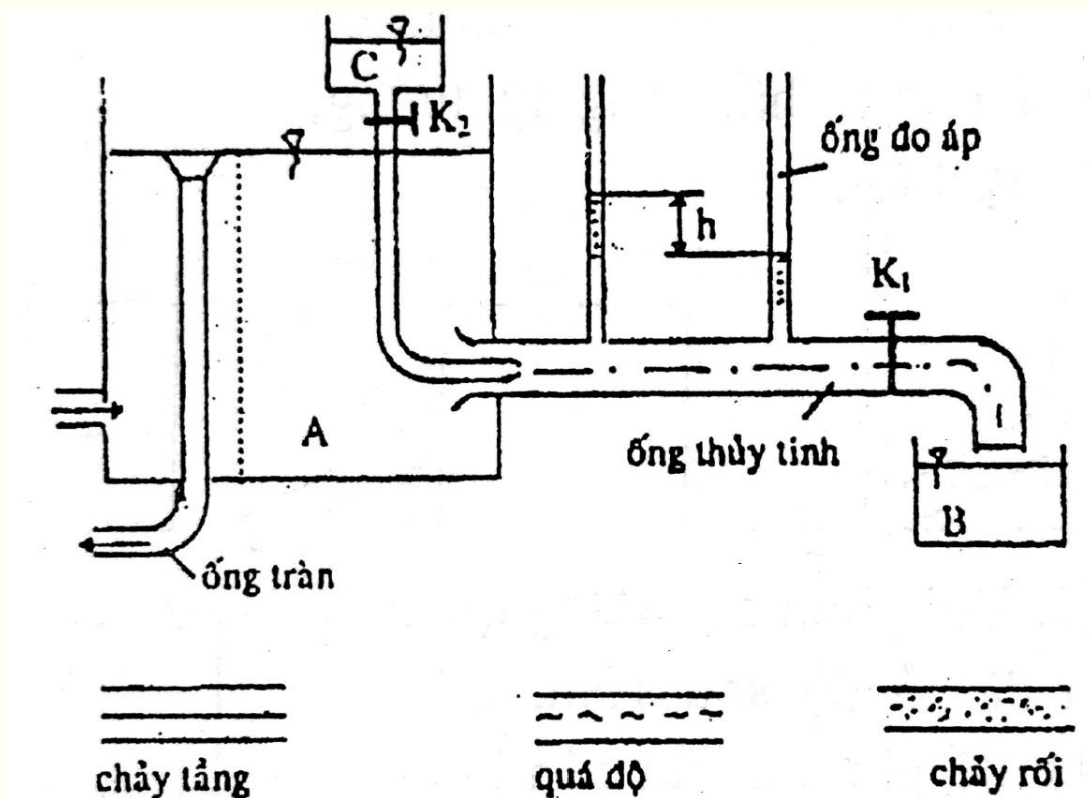 C
K₂
ống đo áp
h
K₁
A
ống thủy tinh
B
ống tràn
chảy tầng
quá độ
chảy rối